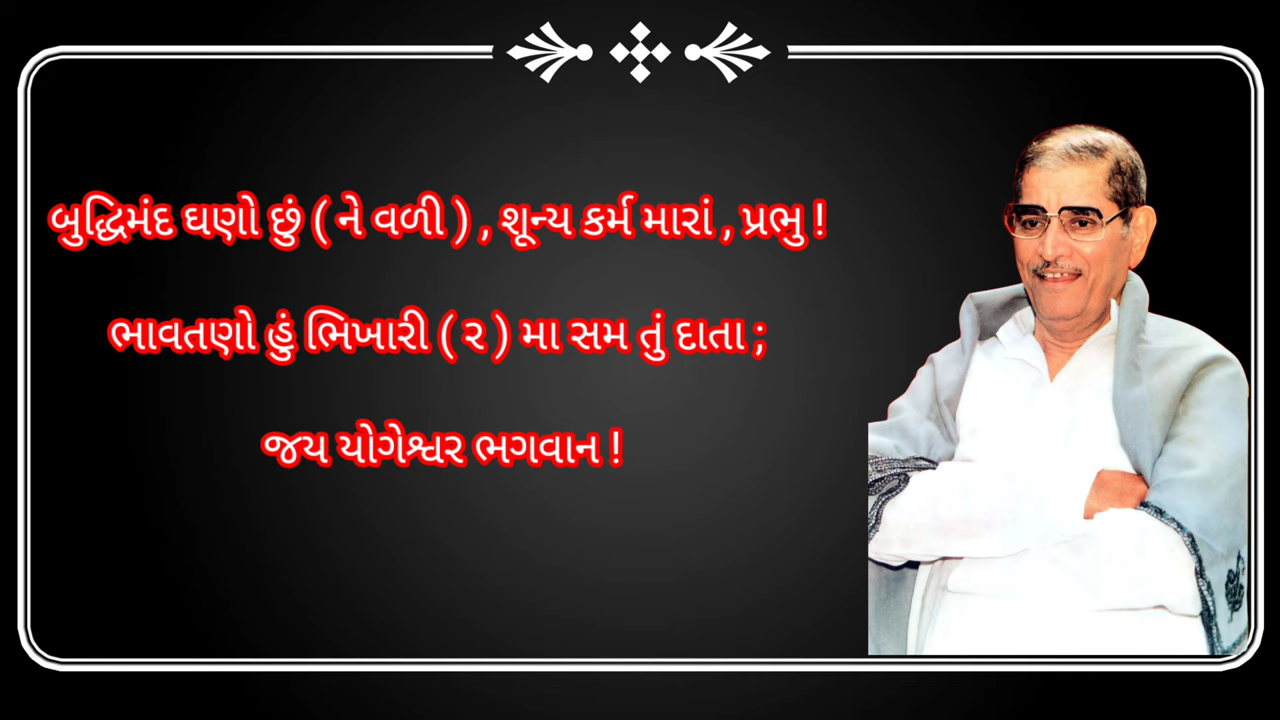 બુદ્ધિમંદ ઘણો છું ( ને વળી ) , શૂન્ય કર્મ મારાં , પ્રભુ !
ભાવતણો હું ભિખારી ( ૨ ) મા સમ તું દાતા ;
જય યોગેશ્વર ભગવાન !